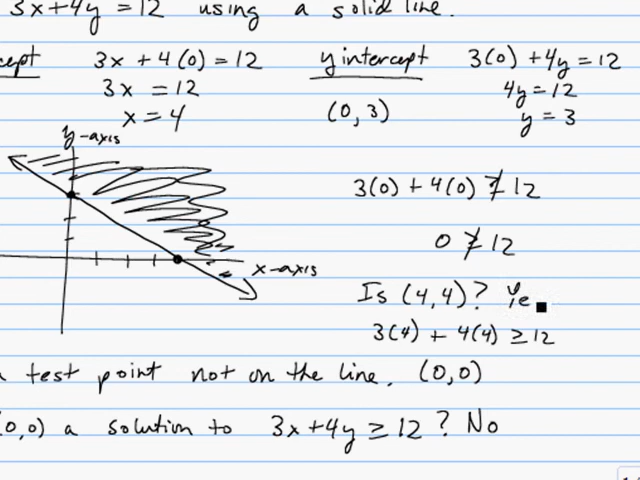 3x+4y=12 using a solid line.
cept 3x + 4(0) = 12 y intercept 3(0) + 4y = 12
3x = 12 4y = 12
x = 4 (0, 3) y = 3
y-axis
3(0) + 4(0) ≱ 12
0 ≱ 12
x-axis
Is (4,4)? Ye
3(4) + 4(4) ≥ 12
test point not on the line. (0,0)
(0,0) a solution to 3x+4y ≥ 12? No